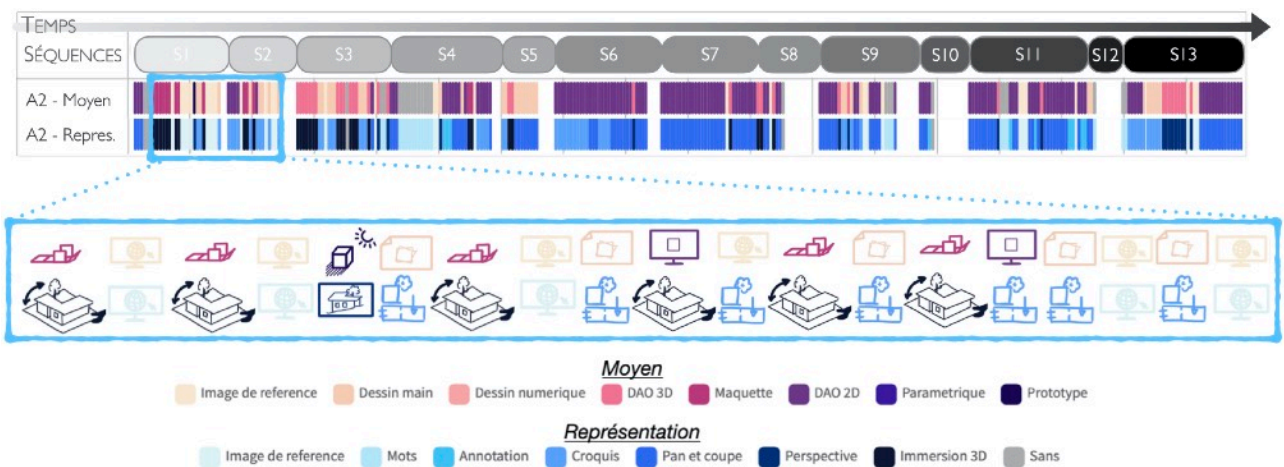 TEMPS
SÉQUENCES S1 S2 S3 S4 S5 S6 S7 S8 S9 S10 S11 S12 S13
A2 - Moyen
A2 - Repres.
Moyen
Image de reference Dessin main Dessin numerique DAO 3D Maquette DAO 2D Parametrique Prototype
Représentation
Image de reference Mots Annotation Croquis Pan et coupe Perspective Immersion 3D Sans